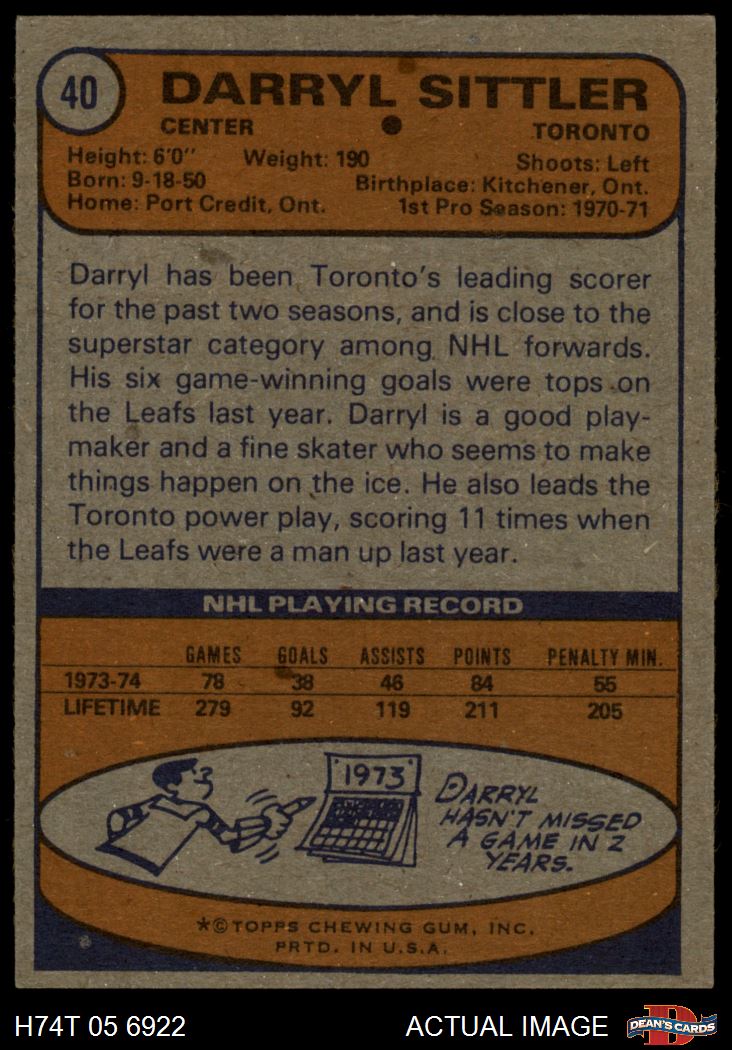 40
DARRYL SITTLER
CENTER TORONTO
Height: 6'0" Weight: 190 Shoots: Left
Born: 9-18-50 Birthplace: Kitchener, Ont.
Home: Port Credit, Ont. 1st Pro Season: 1970-71
Darryl has been Toronto's leading scorer
for the past two seasons, and is close to the
superstar category among NHL forwards.
His six game-winning goals were tops on
the Leafs last year. Darryl is a good play-
maker and a fine skater who seems to make
things happen on the ice. He also leads the
Toronto power play, scoring 11 times when
the Leafs were a man up last year.
NHL PLAYING RECORD
GAMES GOALS ASSISTS POINTS PENALTY MIN.
1973-74 78 38 46 84 55
LIFETIME 279 92 119 211 205
1973
DARRYL
HASN'T MISSED
A GAME IN 2
YEARS.
*©TOPPS CHEWING GUM, INC.
PRTD. IN U.S.A.
H74T 05 6922 ACTUAL IMAGE DEAN'S CARDS